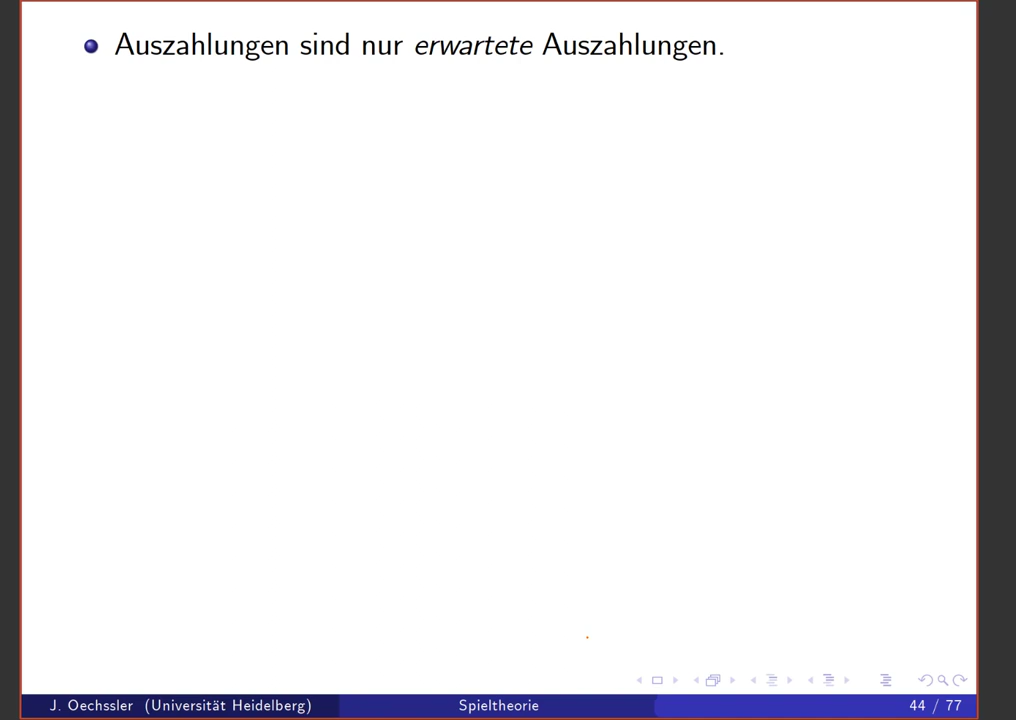 Auszahlungen sind nur erwartete Auszahlungen.
J. Oechssler (Universität Heidelberg) Spieltheorie 44 / 77